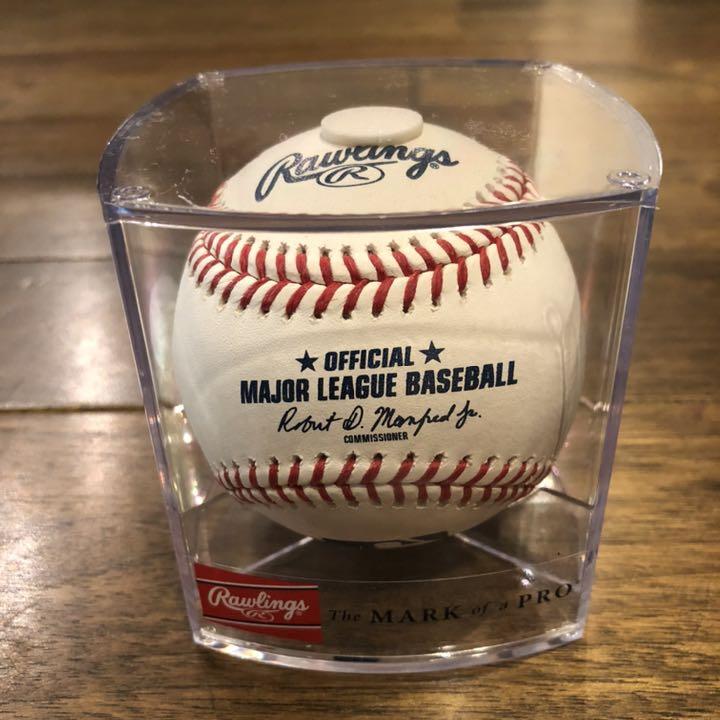 Rawlings®
R
★ OFFICIAL ★
MAJOR LEAGUE BASEBALL
Robert D. Manfred Jr.
COMMISSIONER
Rawlings®
R
The MARK of a PRO